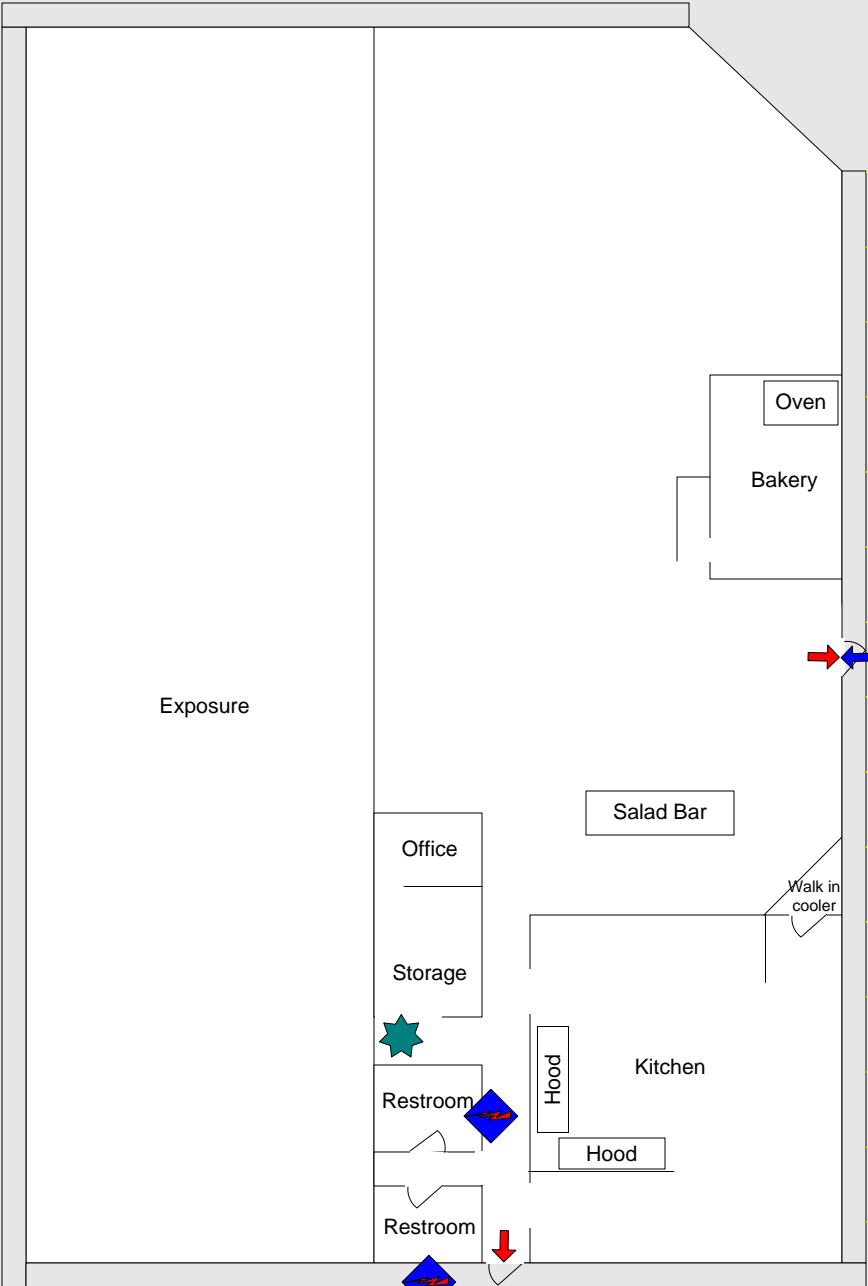 Oven
Bakery
Exposure
Salad Bar
Office
Walk in
cooler
Storage
Hood
Kitchen
Restroom
Hood
Restroom